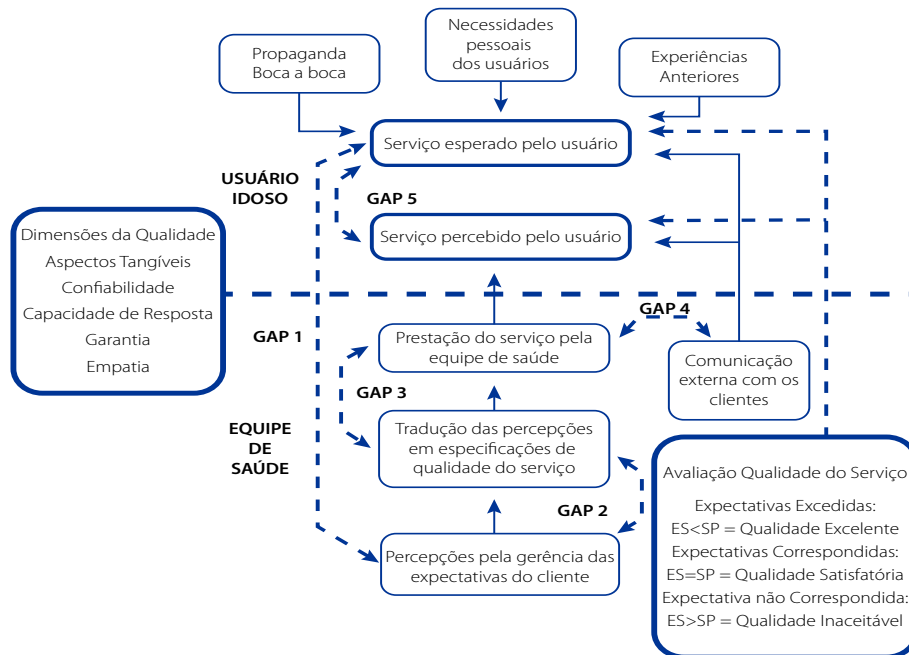 Necessidades
pessoais
dos usuários
Propaganda
Boca a boca
Experiências
Anteriores
Serviço esperado pelo usuário
USUÁRIO
IDOSO
GAP 5
Serviço percebido pelo usuário
Dimensões da Qualidade
Aspectos Tangíveis
Confiabilidade
Capacidade de Resposta
Garantia
Empatia
GAP 1
GAP 4
Prestação do serviço pela
equipe de saúde
Comunicação
externa com os
clientes
GAP 3
Tradução das percepções
em especificações de
qualidade do serviço
EQUIPE
DE
SAÚDE
GAP 2
Percepções pela gerência das
expectativas do cliente
Avaliação Qualidade do Serviço
Expectativas Excedidas:
ES<SP = Qualidade Excelente
Expectativas Correspondidas:
ES=SP = Qualidade Satisfatória
Expectativa não Correspondida:
ES>SP = Qualidade Inaceitável